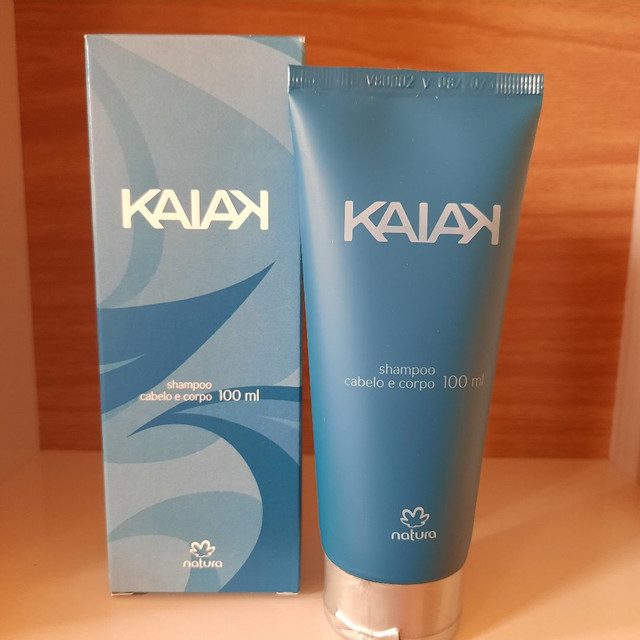 KAIAK
shampoo
cabelo e corpo 100 ml
natura
KAIAK
shampoo
cabelo e corpo 100 ml
natura